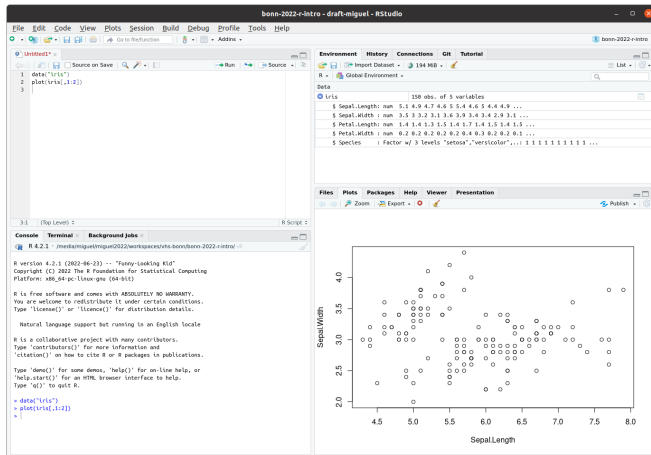 bonn-2022-r-intro - draft-miguel - RStudio
File Edit Code View Plots Session Build Debug Profile Tools Help
Go to file/function Addins bonn-2022-r-intro
Untitled1*
Source on Save Run Source
1 data("iris")
2 plot(iris[,1:2])
3
3:1 (Top Level) R Script
Console Terminal Background Jobs
R 4.2.1 · /media/miguel/miguel2022/workspaces/vhs-bonn/bonn-2022-r-intro/
R version 4.2.1 (2022-06-23) -- "Funny-Looking Kid"
Copyright (C) 2022 The R Foundation for Statistical Computing
Platform: x86_64-pc-linux-gnu (64-bit)
R is free software and comes with ABSOLUTELY NO WARRANTY.
You are welcome to redistribute it under certain conditions.
Type 'license()' or 'licence()' for distribution details.
Natural language support but running in an English locale
R is a collaborative project with many contributors.
Type 'contributors()' for more information and
'citation()' on how to cite R or R packages in publications.
Type 'demo()' for some demos, 'help()' for on-line help, or
'help.start()' for an HTML browser interface to help.
Type 'q()' to quit R.
> data("iris")
> plot(iris[,1:2])
>
Environment History Connections Git Tutorial
Import Dataset 194 MiB List
R Global Environment
Data
iris 150 obs. of 5 variables
$ Sepal.Length: num 5.1 4.9 4.7 4.6 5 5.4 4.6 5 4.4 4.9 ...
$ Sepal.Width : num 3.5 3 3.2 3.1 3.6 3.9 3.4 3.4 2.9 3.1 ...
$ Petal.Length: num 1.4 1.4 1.3 1.5 1.4 1.7 1.4 1.5 1.4 1.5 ...
$ Petal.Width : num 0.2 0.2 0.2 0.2 0.2 0.4 0.3 0.2 0.2 0.1 ...
$ Species : Factor w/ 3 levels "setosa","versicolor",..: 1 1 1 1 1 1 1 1 1 1 ...
Files Plots Packages Help Viewer Presentation
Zoom Export Publish
4.0
3.5
3.0
2.5
2.0
Sepal.Width
4.5 5.0 5.5 6.0 6.5 7.0 7.5 8.0
Sepal.Length